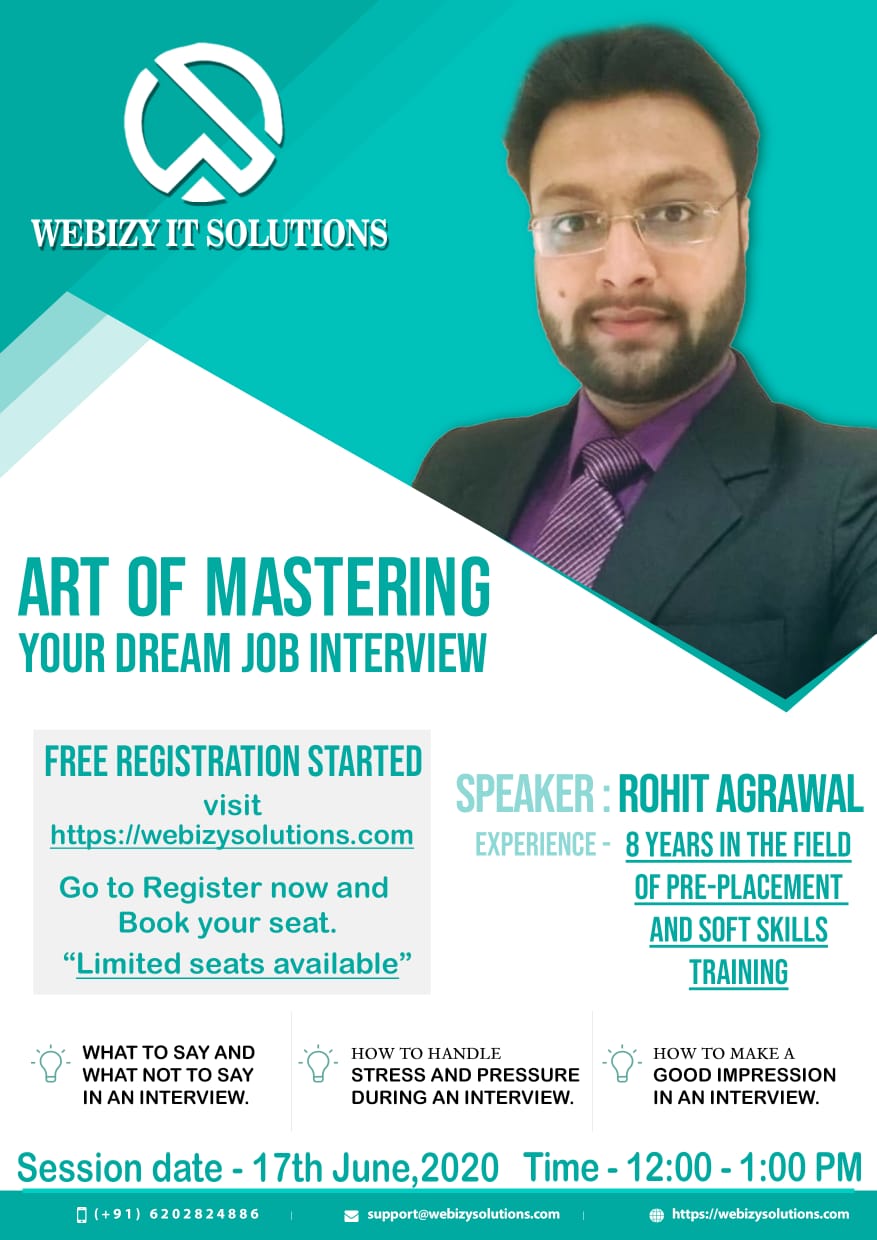 WEBIZY IT SOLUTIONS
ART OF MASTERING
YOUR DREAM JOB INTERVIEW
FREE REGISTRATION STARTED
visit
https://webizysolutions.com
Go to Register now and
Book your seat.
“Limited seats available”
SPEAKER : ROHIT AGRAWAL
EXPERIENCE - 8 YEARS IN THE FIELD
OF PRE-PLACEMENT
AND SOFT SKILLS
TRAINING
WHAT TO SAY AND
WHAT NOT TO SAY
IN AN INTERVIEW.
HOW TO HANDLE
STRESS AND PRESSURE
DURING AN INTERVIEW.
HOW TO MAKE A
GOOD IMPRESSION
IN AN INTERVIEW.
Session date - 17th June,2020 Time - 12:00 - 1:00 PM
(+91) 6202824886 | support@webizysolutions.com | https://webizysolutions.com